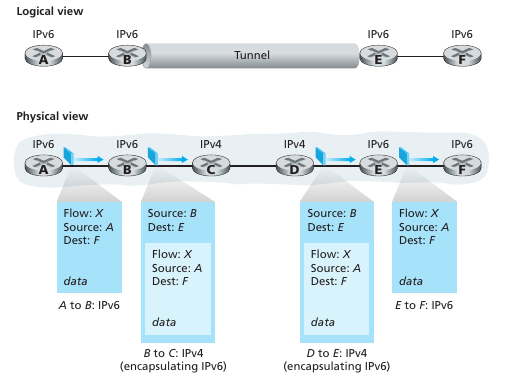 Logical view
IPv6 IPv6 IPv6 IPv6
A B Tunnel E F
Physical view
IPv6 IPv6 IPv4 IPv4 IPv6 IPv6
A B C D E F
Flow: X
Source: A
Dest: F
data
A to B: IPv6
Source: B
Dest: E
Flow: X
Source: A
Dest: F
data
B to C: IPv4
(encapsulating IPv6)
Source: B
Dest: E
Flow: X
Source: A
Dest: F
data
D to E: IPv4
(encapsulating IPv6)
Flow: X
Source: A
Dest: F
data
E to F: IPv6